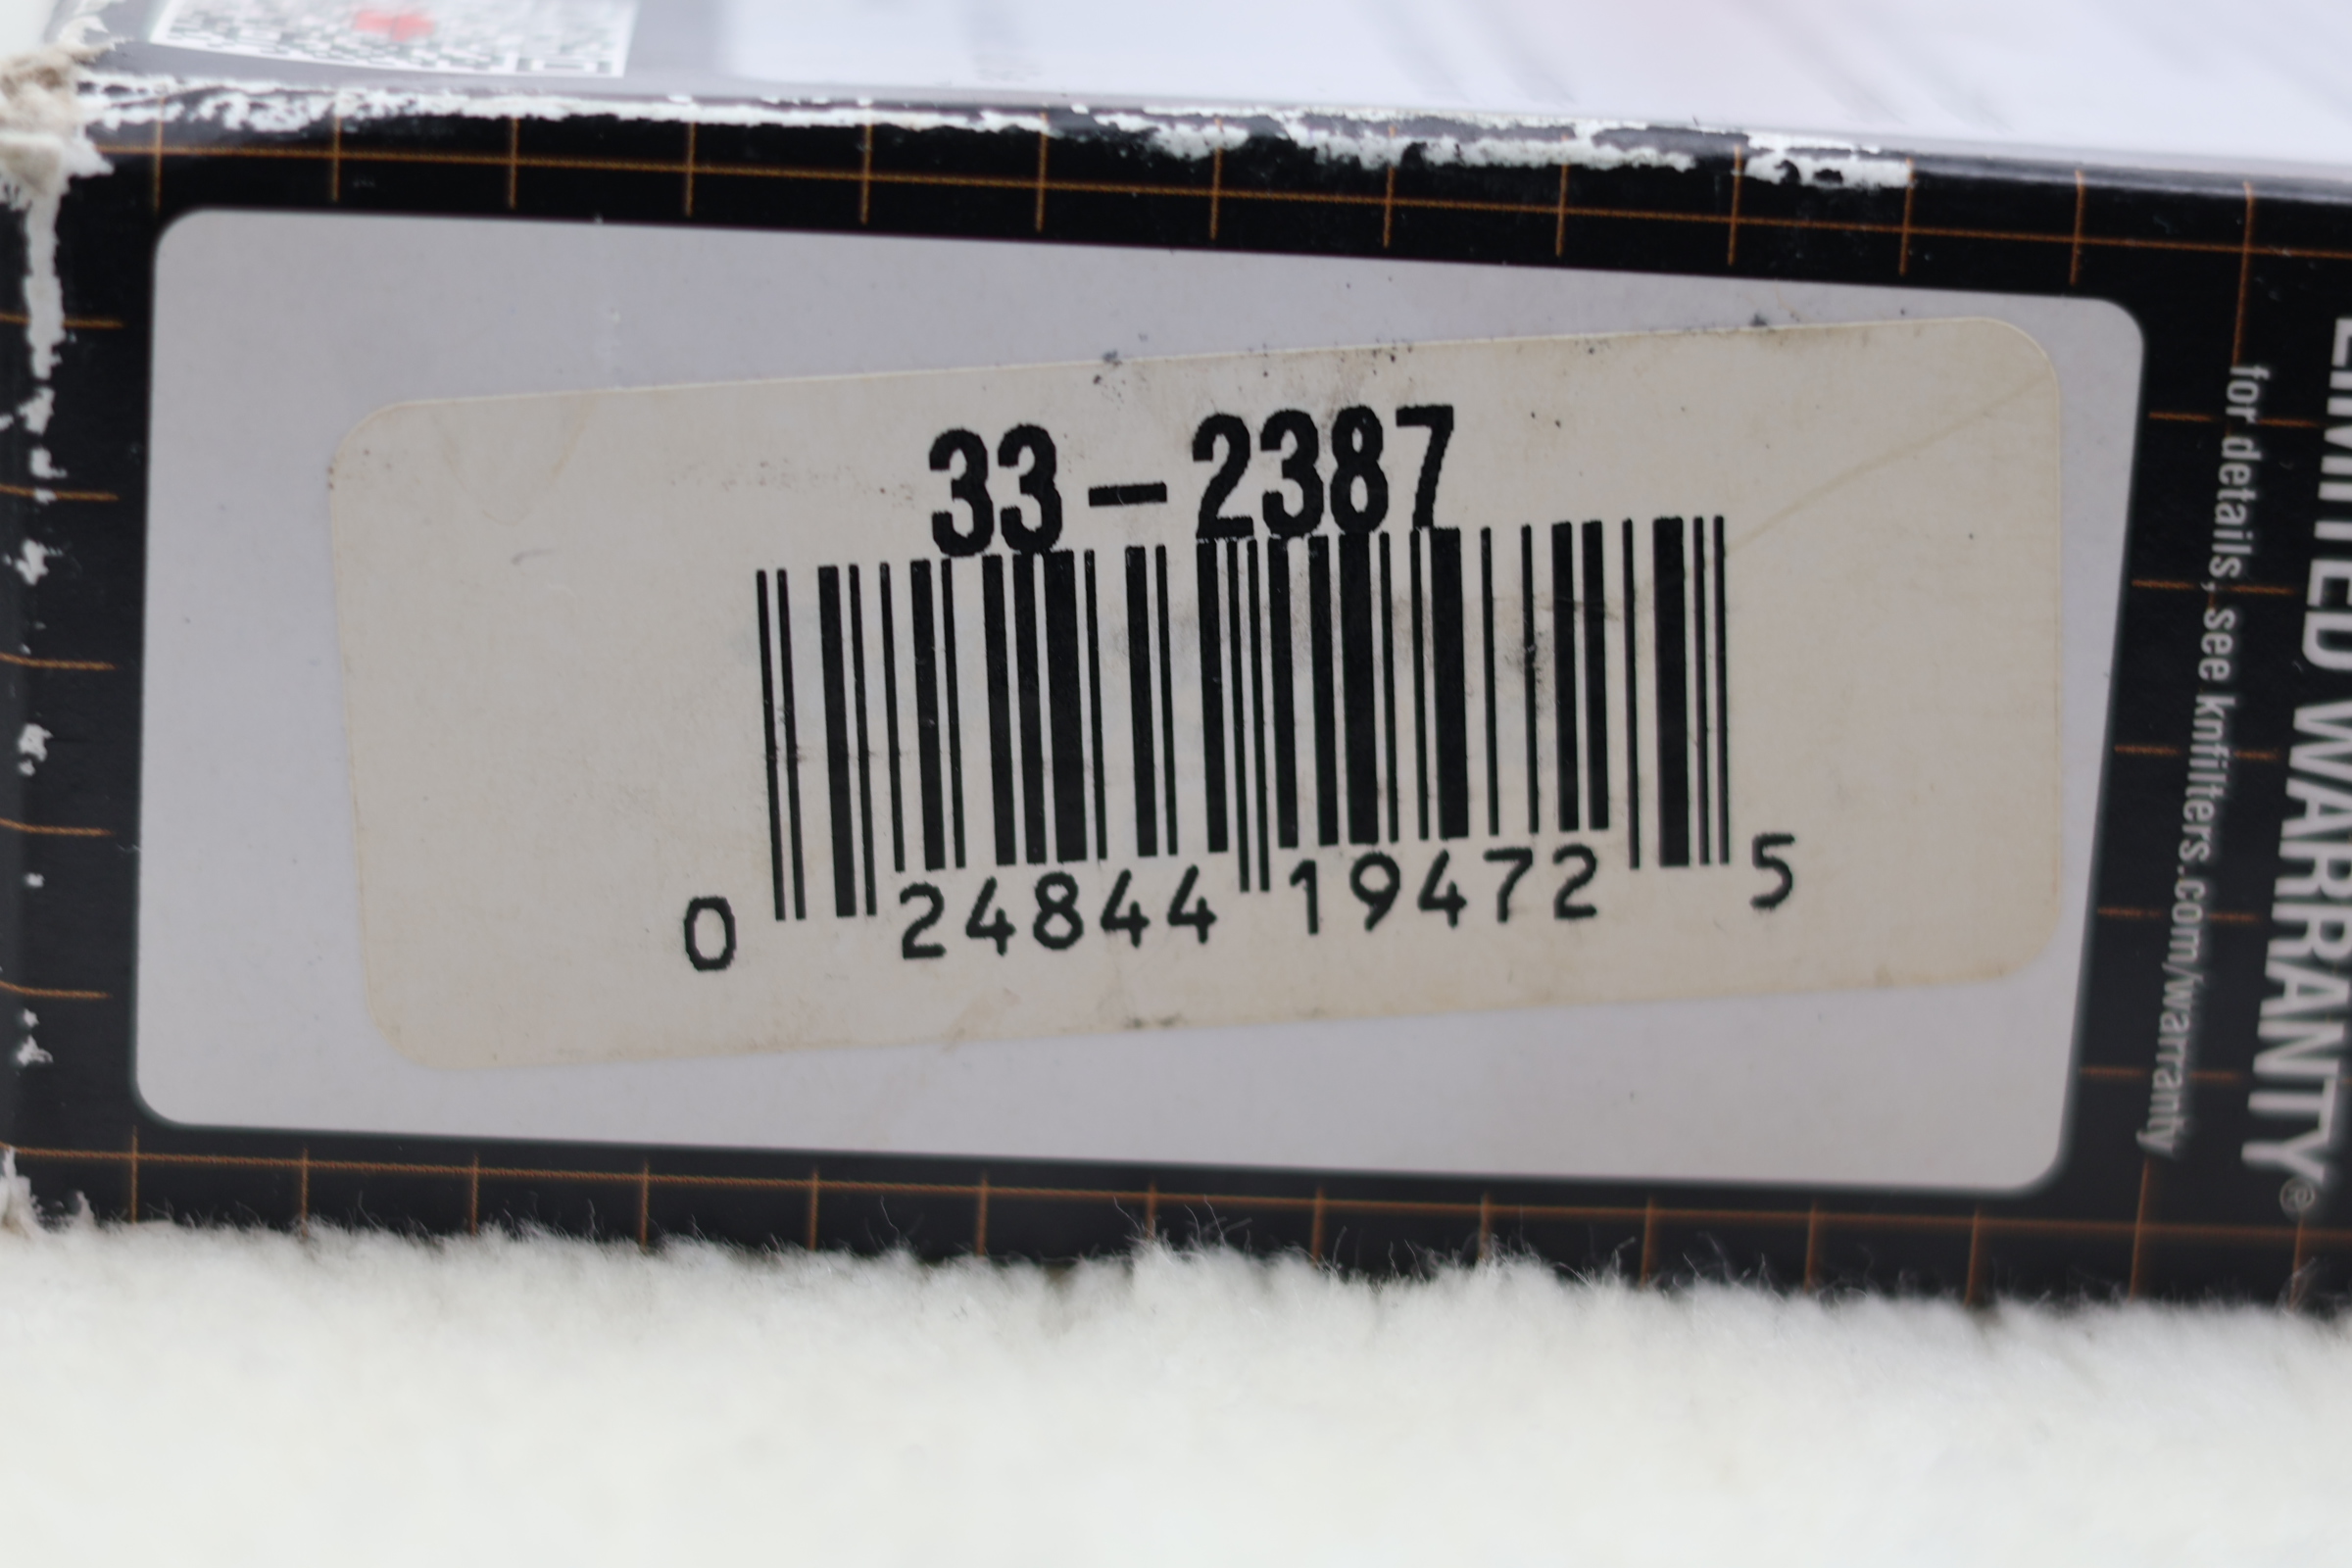 33-2387
0 24844 19472 5
LIMITED WARRANTY®
for details, see knfilters.com/warranty